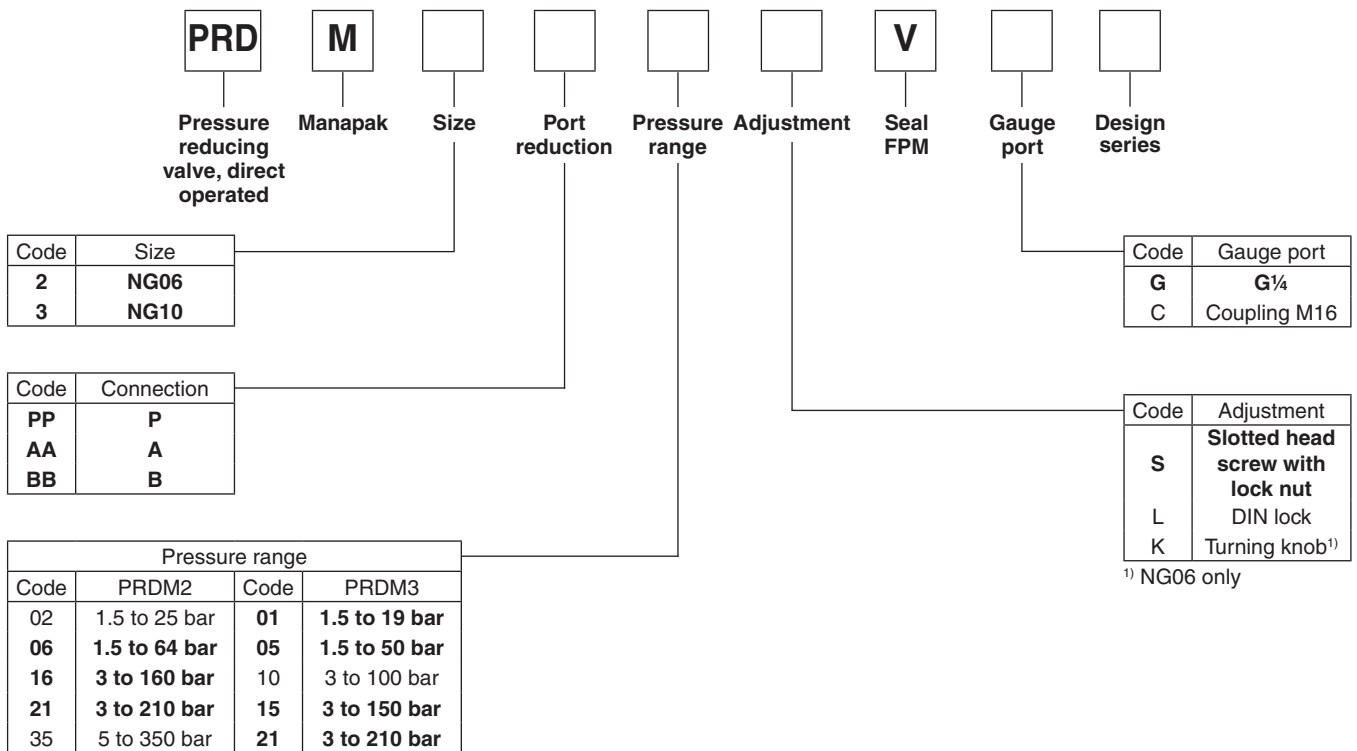 PRD M V
Pressure reducing valve, direct operated
Manapak
Size
Port reduction
Pressure range
Adjustment
Seal FPM
Gauge port
Design series
Code Size
2 NG06
3 NG10
Code Connection
PP P
AA A
BB B
Pressure range
Code PRDM2 Code PRDM3
02 1.5 to 25 bar 01 1.5 to 19 bar
06 1.5 to 64 bar 05 1.5 to 50 bar
16 3 to 160 bar 10 3 to 100 bar
21 3 to 210 bar 15 3 to 150 bar
35 5 to 350 bar 21 3 to 210 bar
Code Gauge port
G G¼
C Coupling M16
Code Adjustment
S Slotted head screw with lock nut
L DIN lock
K Turning knob¹⁾
¹⁾ NG06 only